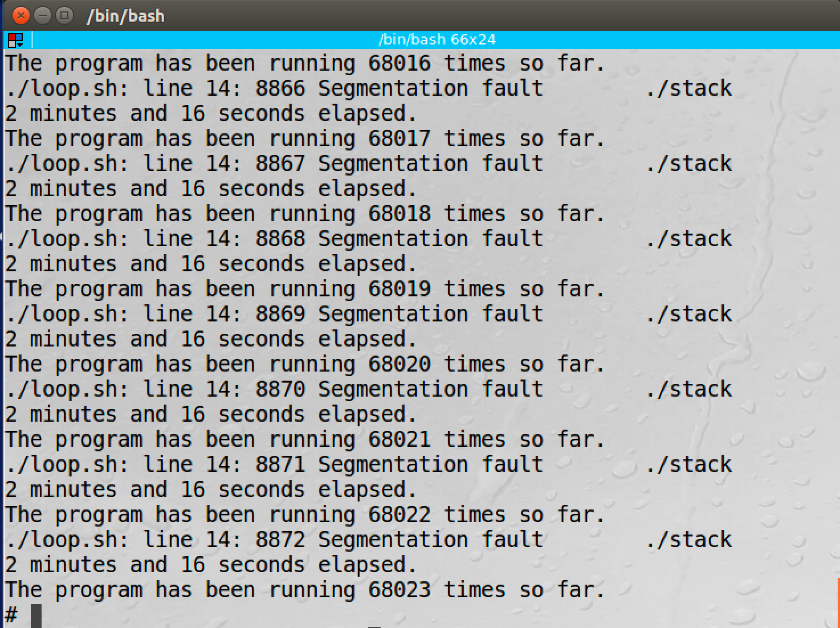 /bin/bash
/bin/bash 66x24
The program has been running 68016 times so far.
./loop.sh: line 14: 8866 Segmentation fault        ./stack
2 minutes and 16 seconds elapsed.
The program has been running 68017 times so far.
./loop.sh: line 14: 8867 Segmentation fault        ./stack
2 minutes and 16 seconds elapsed.
The program has been running 68018 times so far.
./loop.sh: line 14: 8868 Segmentation fault        ./stack
2 minutes and 16 seconds elapsed.
The program has been running 68019 times so far.
./loop.sh: line 14: 8869 Segmentation fault        ./stack
2 minutes and 16 seconds elapsed.
The program has been running 68020 times so far.
./loop.sh: line 14: 8870 Segmentation fault        ./stack
2 minutes and 16 seconds elapsed.
The program has been running 68021 times so far.
./loop.sh: line 14: 8871 Segmentation fault        ./stack
2 minutes and 16 seconds elapsed.
The program has been running 68022 times so far.
./loop.sh: line 14: 8872 Segmentation fault        ./stack
2 minutes and 16 seconds elapsed.
The program has been running 68023 times so far.
#